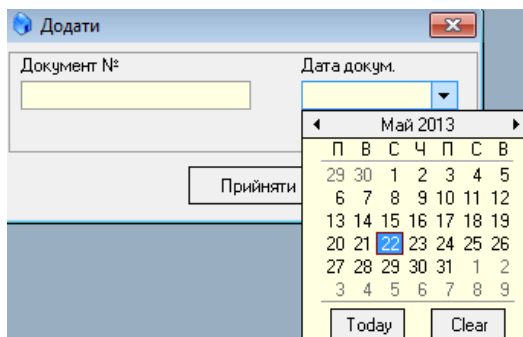 Додати
Документ № Дата докум.
Май 2013
П В С Ч П С В
29 30 1 2 3 4 5
6 7 8 9 10 11 12
13 14 15 16 17 18 19
20 21 22 23 24 25 26
27 28 29 30 31 1 2
3 4 5 6 7 8 9
Прийняти
Today Clear